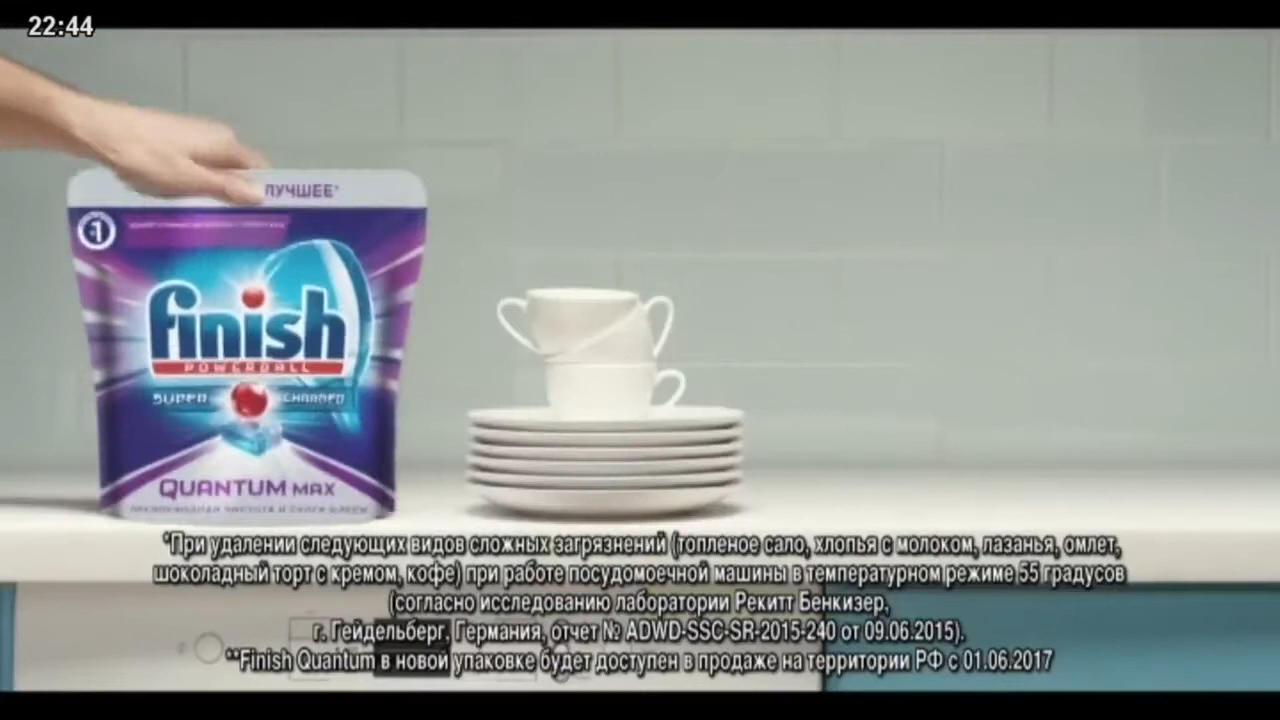 22:44
ЛУЧШЕЕ*
№1
finish
POWERBALL
SUPER CHARGED
QUANTUM MAX
*При удалении следующих видов сложных загрязнений (топленое сало, хлопья с молоком, лазанья, омлет,
шоколадный торт с кремом, кофе) при работе посудомоечной машины в температурном режиме 55 градусов
(согласно исследованию лаборатории Рекитт Бенкизер,
г. Гейдельберг, Германия, отчет № ADWD-SSC-SR-2015-240 от 09.06.2015).
**Finish Quantum в новой упаковке будет доступен в продаже на территории РФ с 01.06.2017